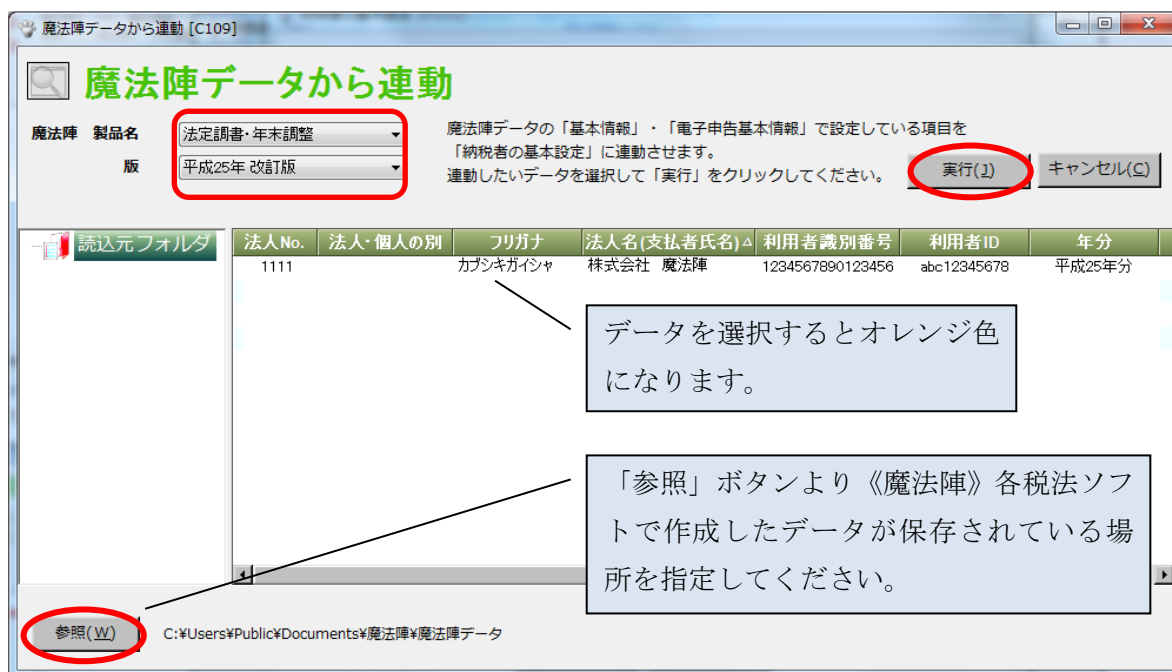 魔法陣データから連動 [C109]
魔法陣データから連動
魔法陣 製品名
法定調書・年末調整
版
平成25年 改訂版
魔法陣データの「基本情報」・「電子申告基本情報」で設定している項目を
「納税者の基本設定」に連動させます。
連動したいデータを選択して「実行」をクリックしてください。
実行(J)
キャンセル(C)
読込元フォルダ
法人No. 法人・個人の別 フリガナ 法人名(支払者氏名) 利用者識別番号 利用者ID 年分
1111 カブシキガイシャ 株式会社 魔法陣 1234567890123456 abc12345678 平成25年分
データを選択するとオレンジ色
になります。
「参照」ボタンより《魔法陣》各税法ソフ
トで作成したデータが保存されている場
所を指定してください。
参照(W) C:¥Users¥Public¥Documents¥魔法陣¥魔法陣データ